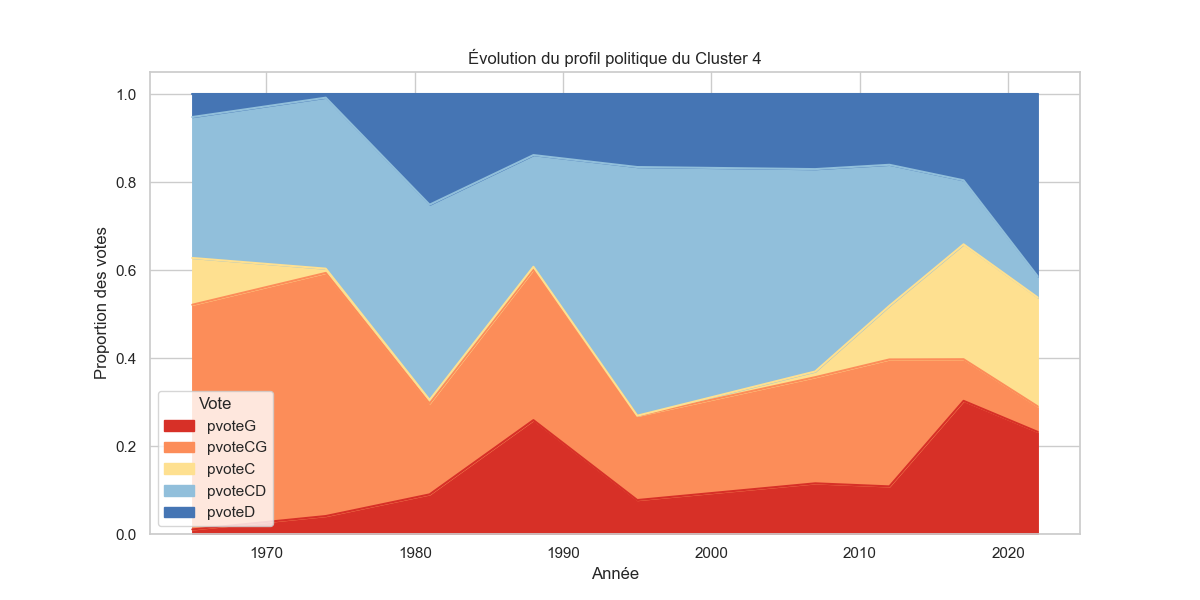 Évolution du profil politique du Cluster 4
Proportion des votes
1.0
0.8
0.6
0.4
0.2
0.0
Vote
pvoteG
pvoteCG
pvoteC
pvoteCD
pvoteD
1970 1980 1990 2000 2010 2020
Année